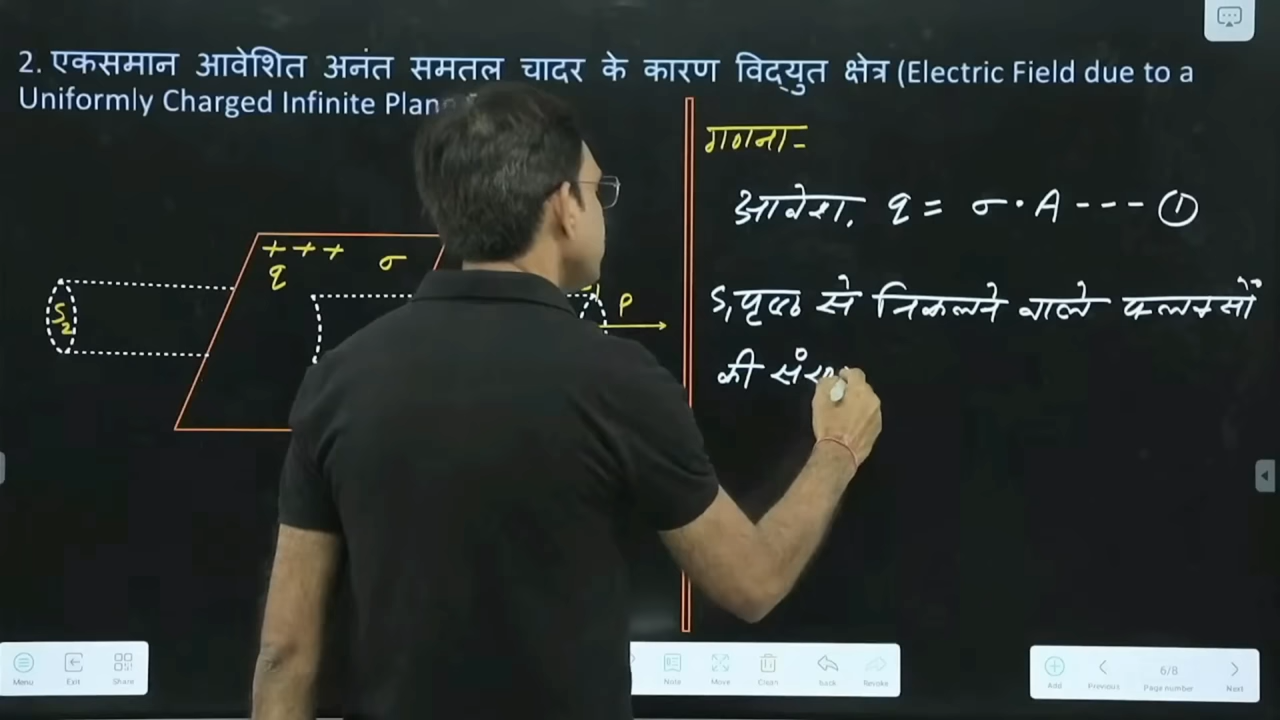 2. एकसमान आवेशित अनंत समतल चादर के कारण विद्युत क्षेत्र (Electric Field due to a
Uniformly Charged Infinite Plan
गणना-
आवेश, q = σ·A --- ①
S₁ पृष्ठ से निकलने वाले फलक्सों
की
+ + +
q σ
S₂
P
Menu Exit Share Note Move Clean back Revoke Add Previous 6/8 Page number Next